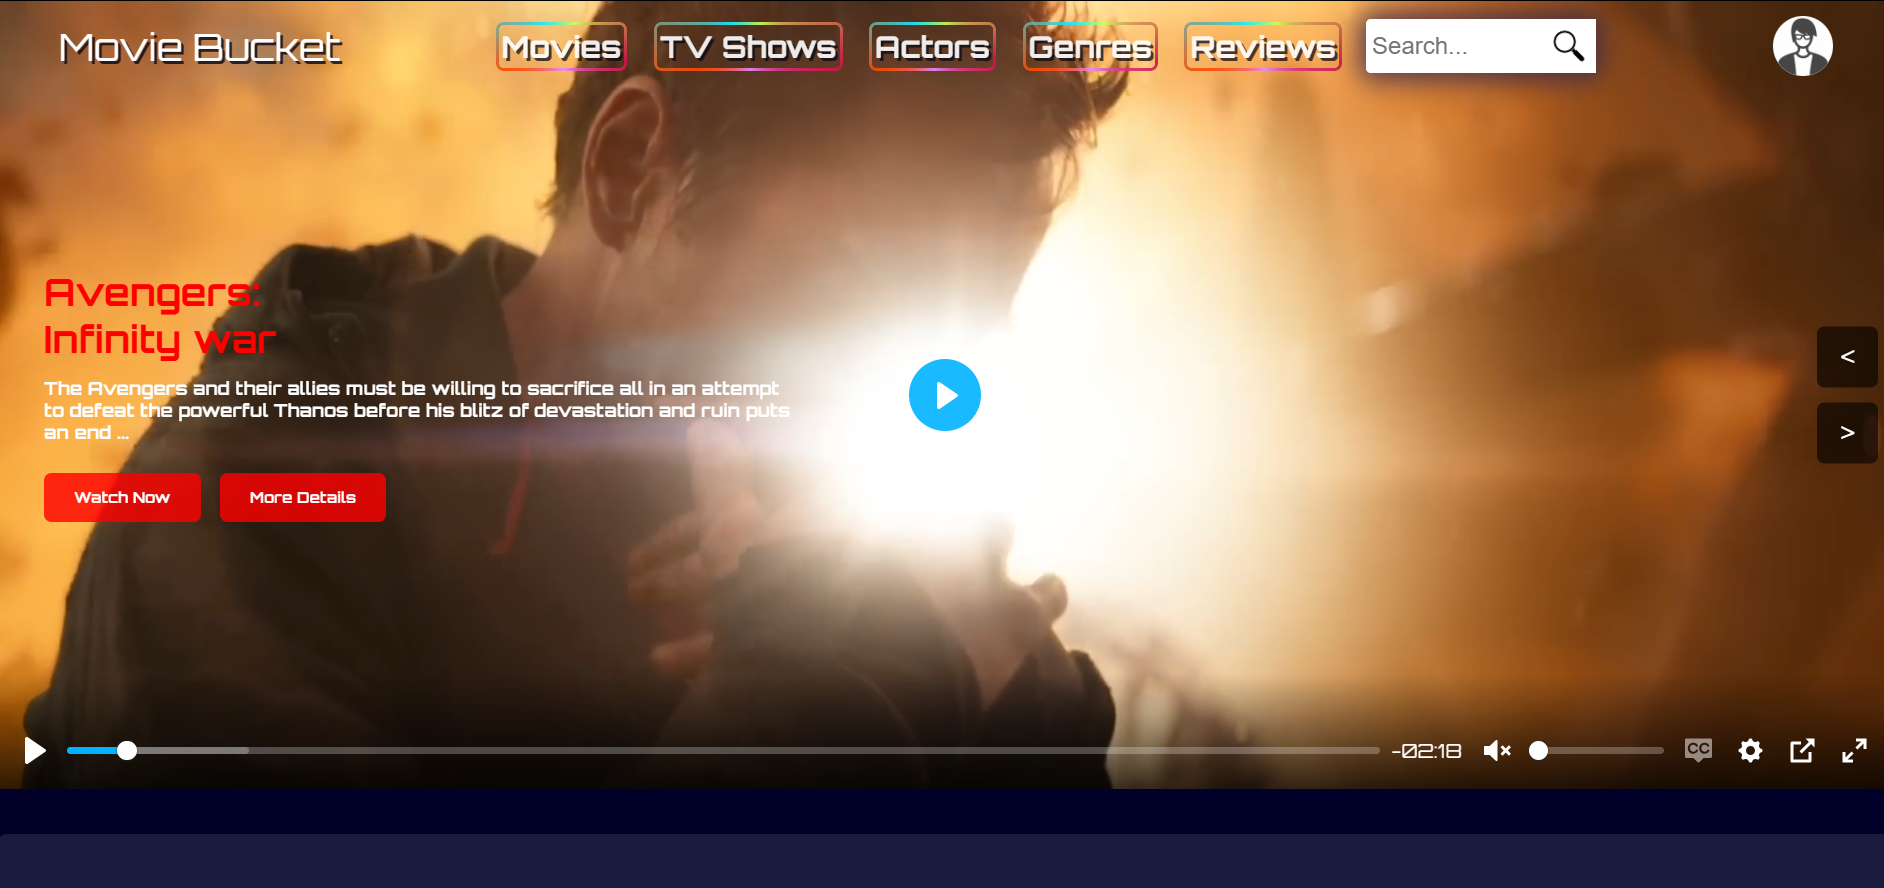 Movie Bucket
Movies
TV Shows
Actors
Genres
Reviews
Search...
Avengers:
Infinity war
The Avengers and their allies must be willing to sacrifice all in an attempt
to defeat the powerful Thanos before his blitz of devastation and ruin puts
an end ...
Watch Now
More Details
<
>
-02:18
CC